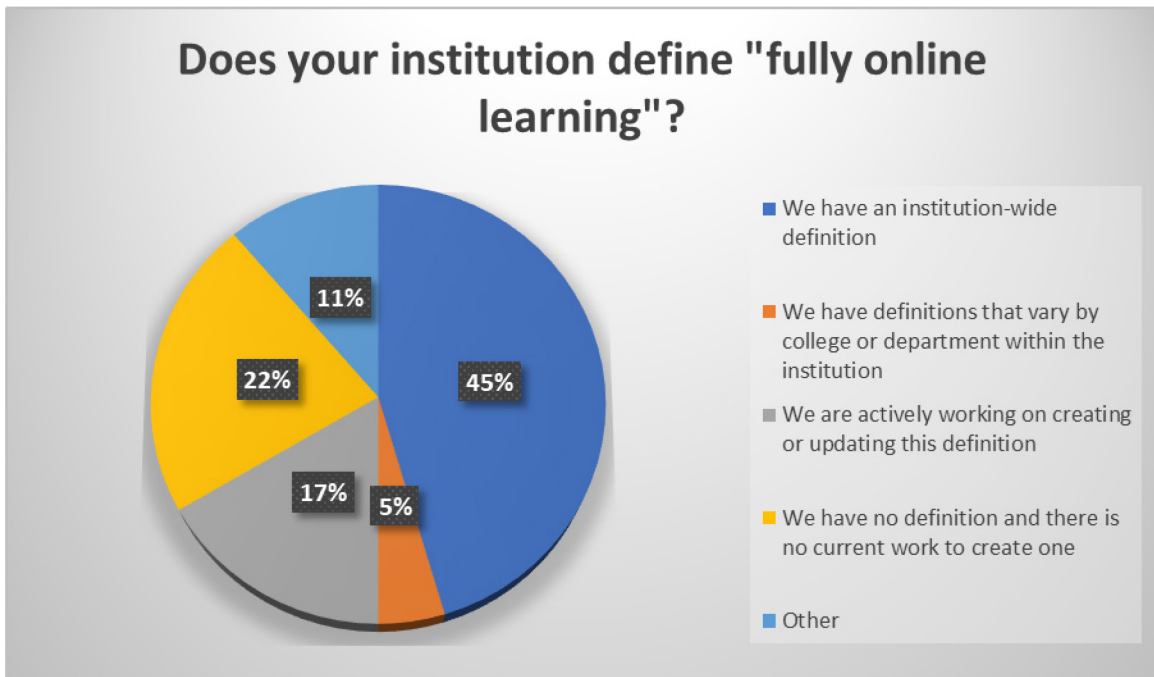 Does your institution define "fully online
learning"?
11%
45%
22%
17%
5%
We have an institution-wide
definition
We have definitions that vary by
college or department within the
institution
We are actively working on creating
or updating this definition
We have no definition and there is
no current work to create one
Other